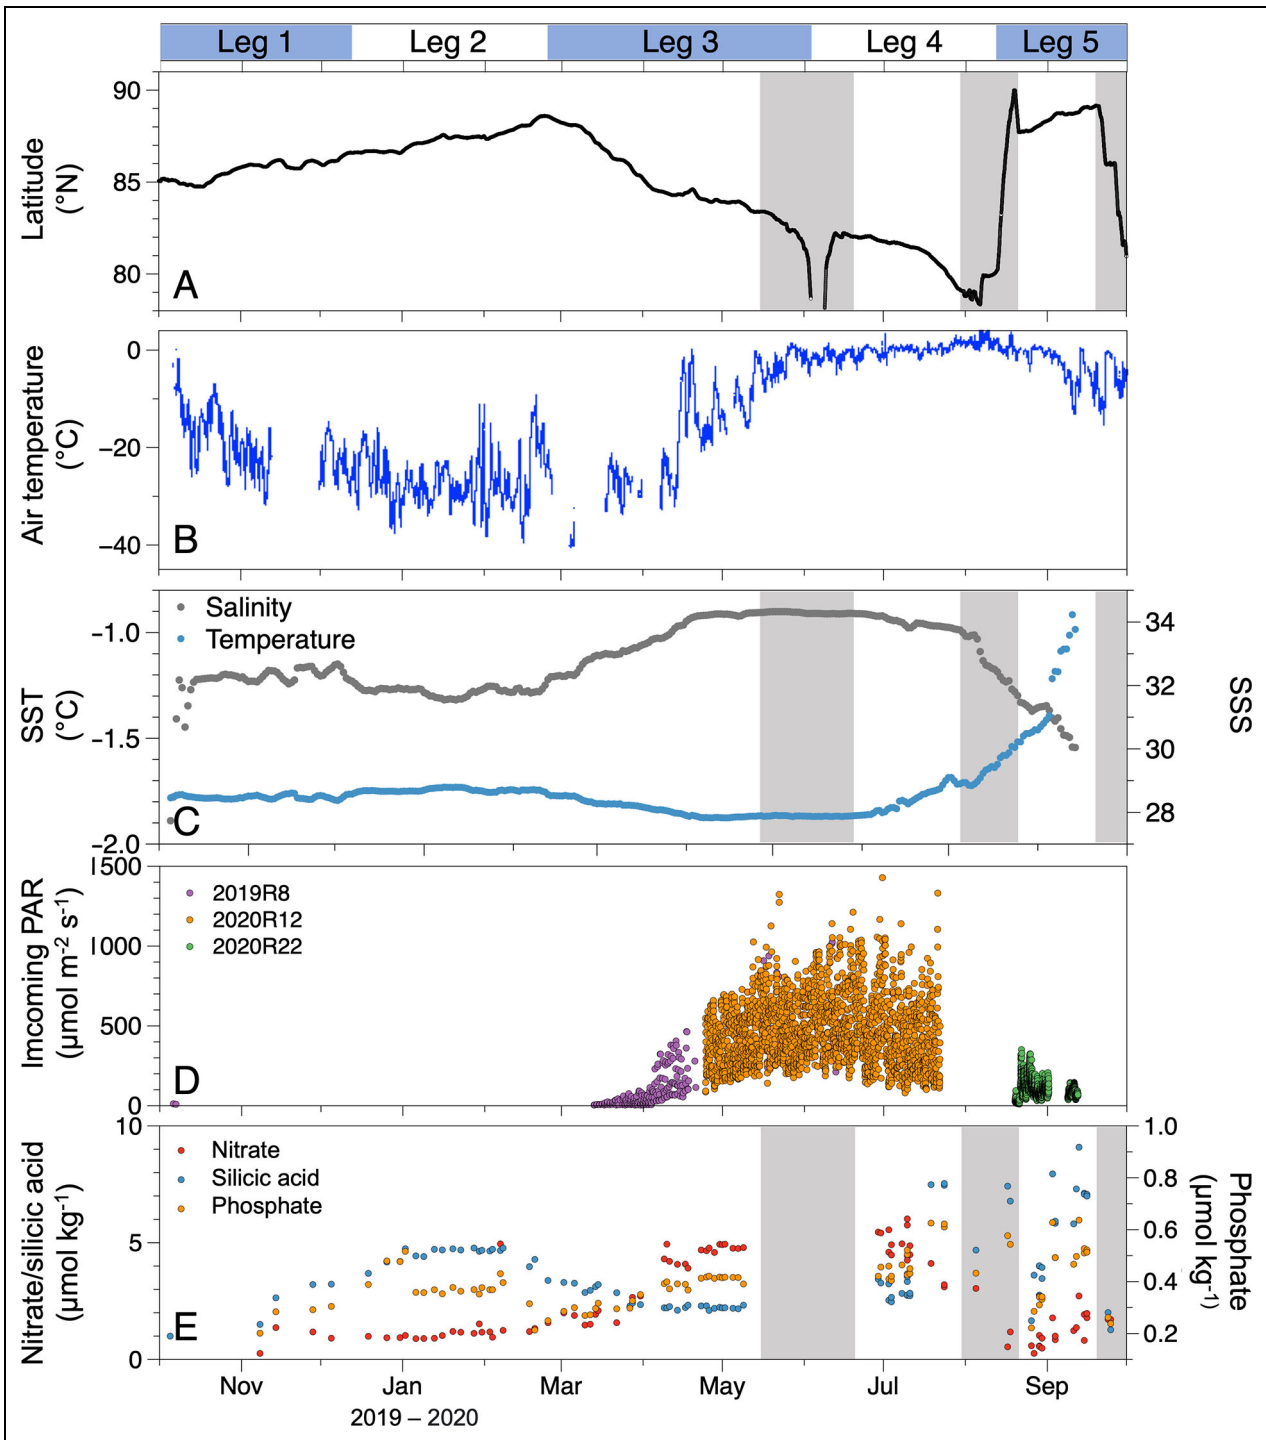 Leg 1 Leg 2 Leg 3 Leg 4 Leg 5
90
85
80
Latitude
(°N)
A
0
−20
−40
Air temperature
(°C)
B
Salinity
Temperature
−1.0
−1.5
−2.0
SST
(°C)
34
32
30
28
SSS
C
1500
1000
500
0
Imcoming PAR
(µmol m-2 s-1)
2019R8
2020R12
2020R22
D
10
5
0
Nitrate/silicic acid
(µmol kg-1)
Nitrate
Silicic acid
Phosphate
1.0
0.8
0.6
0.4
0.2
Phosphate
(µmol kg-1)
E
Nov Jan Mar May Jul Sep
2019 – 2020